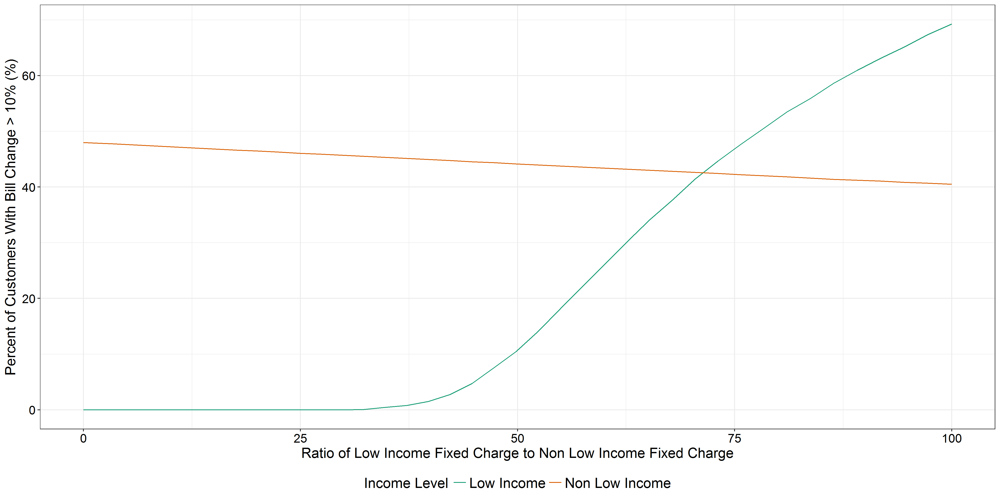 Percent of Customers With Bill Change > 10% (%)
60
40
20
0
0 25 50 75 100
Ratio of Low Income Fixed Charge to Non Low Income Fixed Charge
Income Level Low Income Non Low Income